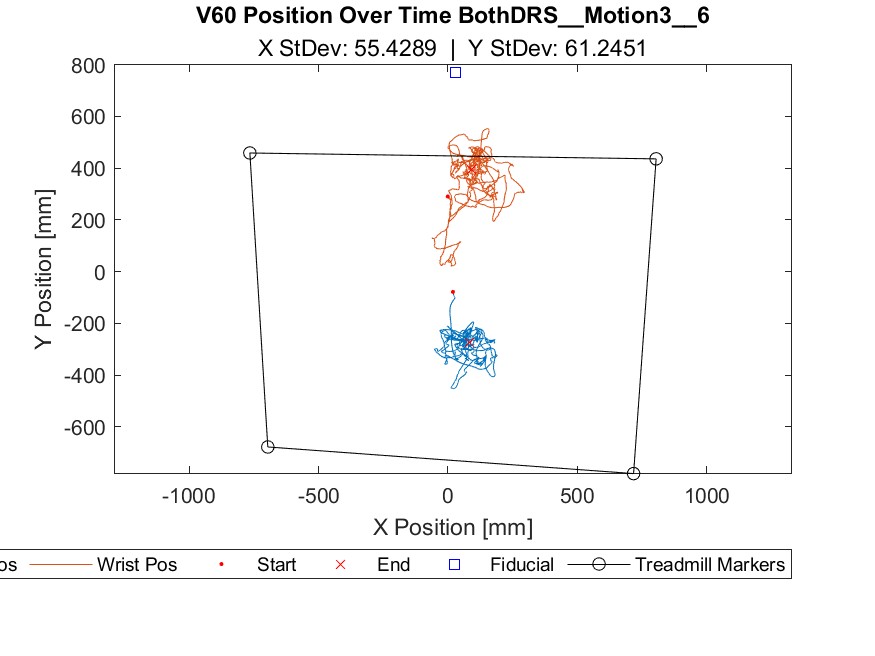 V60 Position Over Time BothDRS__Motion3__6
X StDev: 55.4289 | Y StDev: 61.2451
800
600
400
200
0
-200
-400
-600
Y Position [mm]
-1000 -500 0 500 1000
X Position [mm]
os Wrist Pos Start End Fiducial Treadmill Markers